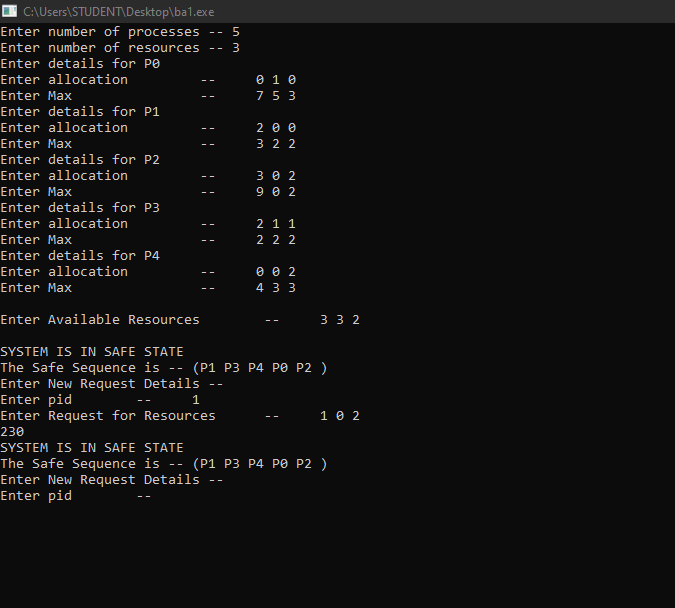 C:\Users\STUDENT\Desktop\ba1.exe
Enter number of processes -- 5
Enter number of resources -- 3
Enter details for P0
Enter allocation         --     0 1 0
Enter Max                --     7 5 3
Enter details for P1
Enter allocation         --     2 0 0
Enter Max                --     3 2 2
Enter details for P2
Enter allocation         --     3 0 2
Enter Max                --     9 0 2
Enter details for P3
Enter allocation         --     2 1 1
Enter Max                --     2 2 2
Enter details for P4
Enter allocation         --     0 0 2
Enter Max                --     4 3 3
Enter Available Resources        --     3 3 2
SYSTEM IS IN SAFE STATE
The Safe Sequence is -- (P1 P3 P4 P0 P2 )
Enter New Request Details --
Enter pid        --     1
Enter Request for Resources      --     1 0 2
230
SYSTEM IS IN SAFE STATE
The Safe Sequence is -- (P1 P3 P4 P0 P2 )
Enter New Request Details --
Enter pid        --